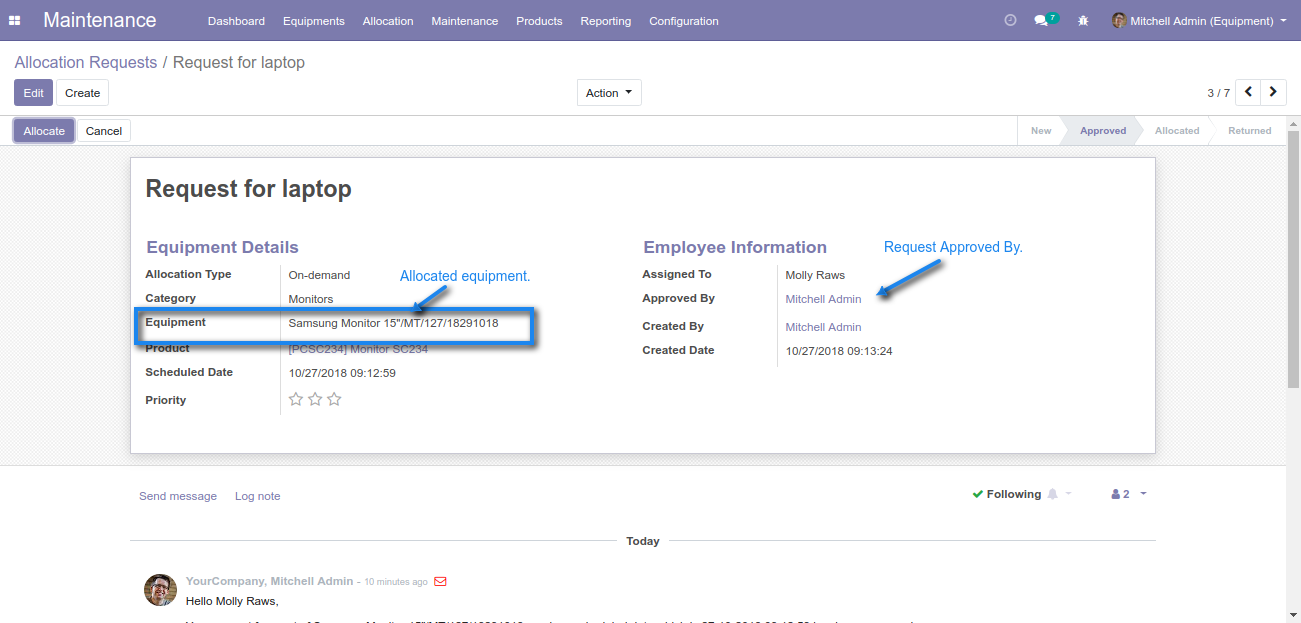 Maintenance Dashboard Equipments Allocation Maintenance Products Reporting Configuration 7 Mitchell Admin (Equipment)
Allocation Requests / Request for laptop
Edit Create Action 3 / 7
Allocate Cancel New Approved Allocated Returned
Request for laptop
Equipment Details
Allocation Type On-demand
Allocated equipment.
Category Monitors
Equipment Samsung Monitor 15"/MT/127/18291018
Product [PCSC234] Monitor SC234
Scheduled Date 10/27/2018 09:12:59
Priority
Employee Information
Request Approved By.
Assigned To Molly Raws
Approved By Mitchell Admin
Created By Mitchell Admin
Created Date 10/27/2018 09:13:24
Send message Log note Following 2
Today
YourCompany, Mitchell Admin - 10 minutes ago
Hello Molly Raws,